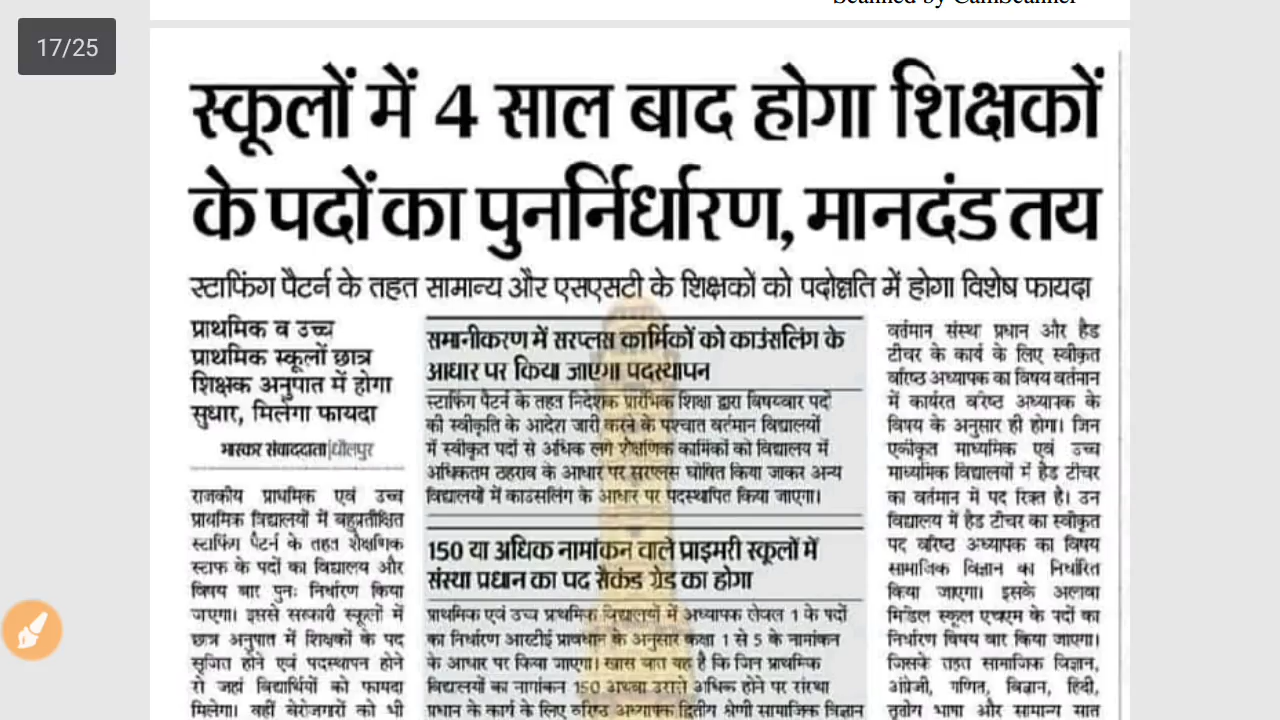 Scanned by CamScanner
17/25
स्कूलों में 4 साल बाद होगा शिक्षकों
के पदों का पुनर्निर्धारण, मानदंड तय
स्टाफिंग पैटर्न के तहत सामान्य और एसएसटी के शिक्षकों को पदोन्नति में होगा विशेष फायदा
प्राथमिक व उच्च
प्राथमिक स्कूलों छात्र
शिक्षक अनुपात में होगा
सुधार, मिलेगा फायदा
भास्कर संवाददाता|धौलपुर
राजकीय प्राथमिक एवं उच्च
प्राथमिक विद्यालयों में बहुप्रतीक्षित
स्टाफिंग पैटर्न के तहत शैक्षणिक
स्टाफ के पदों का विद्यालय और
विषय वार पुनः निर्धारण किया
जाएगा। इससे सरकारी स्कूलों में
छात्र अनुपात में शिक्षकों के पद
सृजित होने एवं पदस्थापन होने
से जहां विद्यार्थियों को फायदा
मिलेगा। वहीं बेरोजगारों को भी
समानीकरण में सरप्लस कार्मिकों को काउंसलिंग के
आधार पर किया जाएगा पदस्थापन
स्टाफिंग पैटर्न के तहत निदेशक प्रारंभिक शिक्षा द्वारा विषयवार पदों
की स्वीकृति के आदेश जारी करने के पश्चात वर्तमान विद्यालयों
में स्वीकृत पदों से अधिक लगे शैक्षणिक कार्मिकों को विद्यालय में
अधिकतम ठहराव के आधार पर सरप्लस घोषित किया जाकर अन्य
विद्यालयों में काउंसलिंग के आधार पर पदस्थापित किया जाएगा।
150 या अधिक नामांकन वाले प्राइमरी स्कूलों में
संस्था प्रधान का पद सैकंड ग्रेड का होगा
प्राथमिक एवं उच्च प्राथमिक विद्यालयों में अध्यापक लेवल 1 के पदों
का निर्धारण आरटीई प्रावधान के अनुसार कक्षा 1 से 5 के नामांकन
के आधार पर किया जाएगा। खास बात यह है कि जिन प्राथमिक
विद्यालयों का नामांकन 150 अथवा उससे अधिक होने पर संस्था
प्रधान के कार्य के लिए वरिष्ठ अध्यापक द्वितीय श्रेणी सामाजिक विज्ञान
वर्तमान संस्था प्रधान और हैड
टीचर के कार्य के लिए स्वीकृत
वरिष्ठ अध्यापक का विषय वर्तमान
में कार्यरत वरिष्ठ अध्यापक के
विषय के अनुसार ही होगा। जिन
एकीकृत माध्यमिक एवं उच्च
माध्यमिक विद्यालयों में हैड टीचर
का वर्तमान में पद रिक्त है। उन
विद्यालय में हैड टीचर का स्वीकृत
पद वरिष्ठ अध्यापक का विषय
सामाजिक विज्ञान का निर्धारित
किया जाएगा। इसके अलावा
मिडिल स्कूल एचएम के पदों का
निर्धारण विषय वार किया जाएगा।
जिसके तहत सामाजिक विज्ञान,
अंग्रेजी, गणित, विज्ञान, हिंदी,
तृतीय भाषा और सामान्य सात